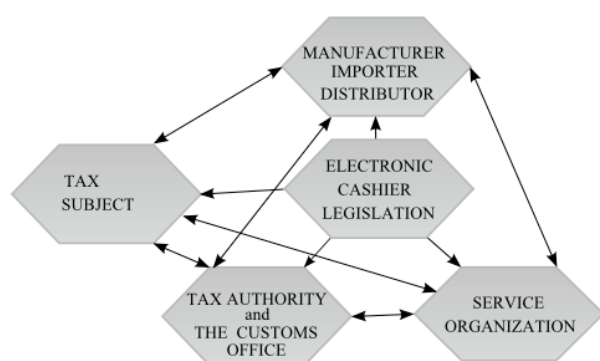 MANUFACTURER
IMPORTER
DISTRIBUTOR
TAX
SUBJECT
ELECTRONIC
CASHIER
LEGISLATION
TAX AUTHORITY
and
THE CUSTOMS
OFFICE
SERVICE
ORGANIZATION